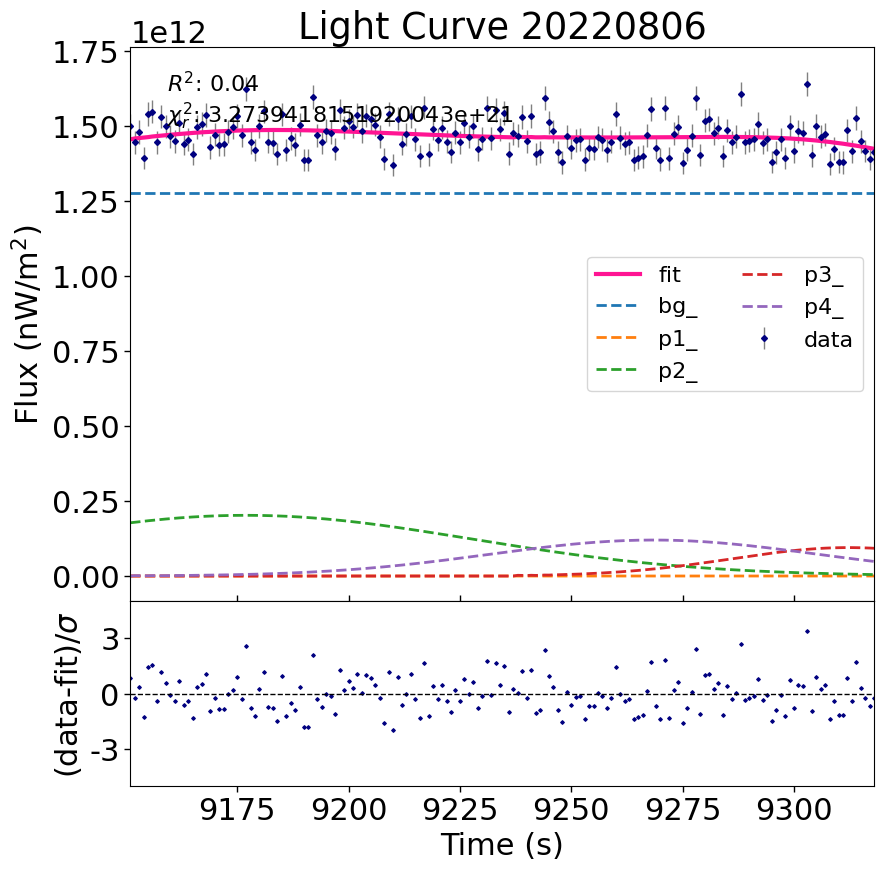 Light Curve 20220806
1e12
R²: 0.04
χ²ᵣ: 3.2739418151920043e+21
Flux (nW/m²)
1.75
1.50
1.25
1.00
0.75
0.50
0.25
0.00
fit
bg_
p1_
p2_
p3_
p4_
data
(data-fit)/σ
3
0
-3
9175 9200 9225 9250 9275 9300
Time (s)